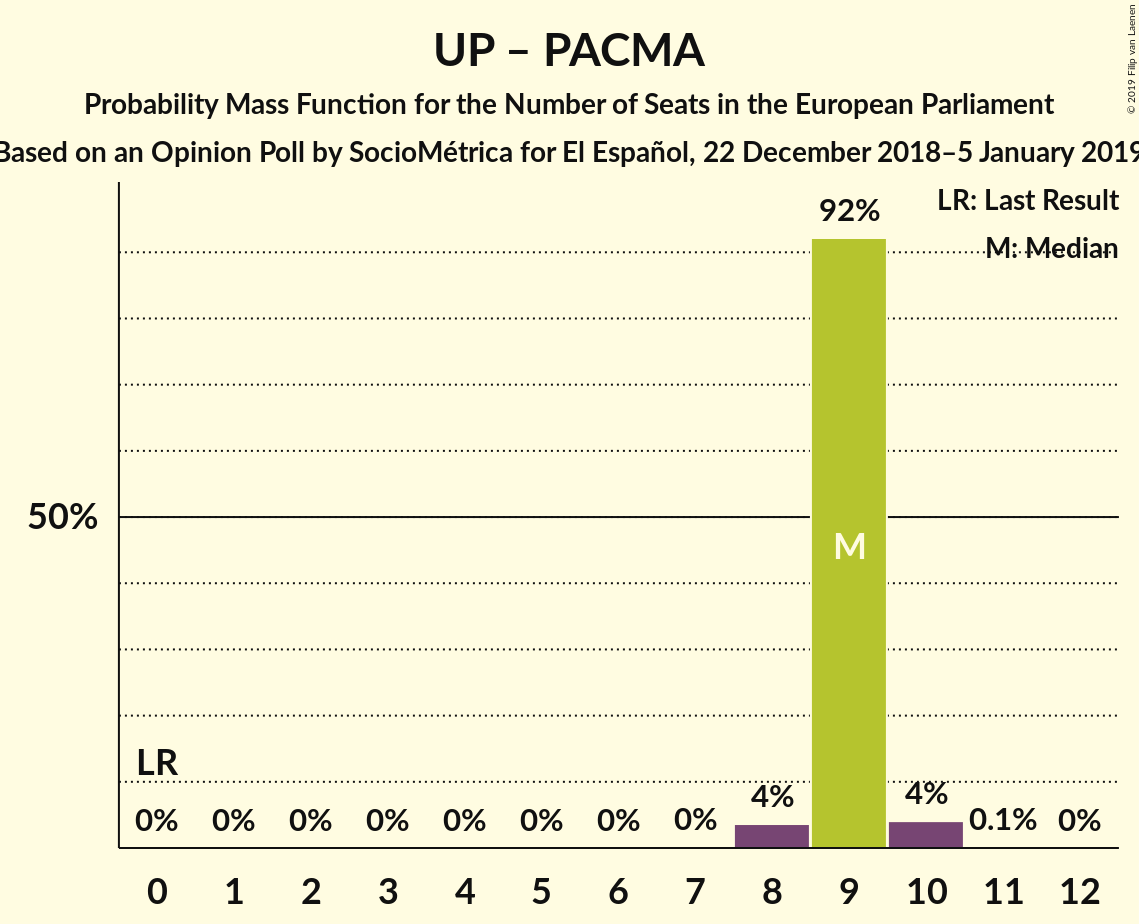 UP – PACMA
Probability Mass Function for the Number of Seats in the European Parliament
Based on an Opinion Poll by SocioMétrica for El Español, 22 December 2018–5 January 2019
© 2019 Filip van Laenen
LR: Last Result
M: Median
92%
50%
M
LR
0% 0% 0% 0% 0% 0% 0% 0% 4% 4% 0.1% 0%
0 1 2 3 4 5 6 7 8 9 10 11 12